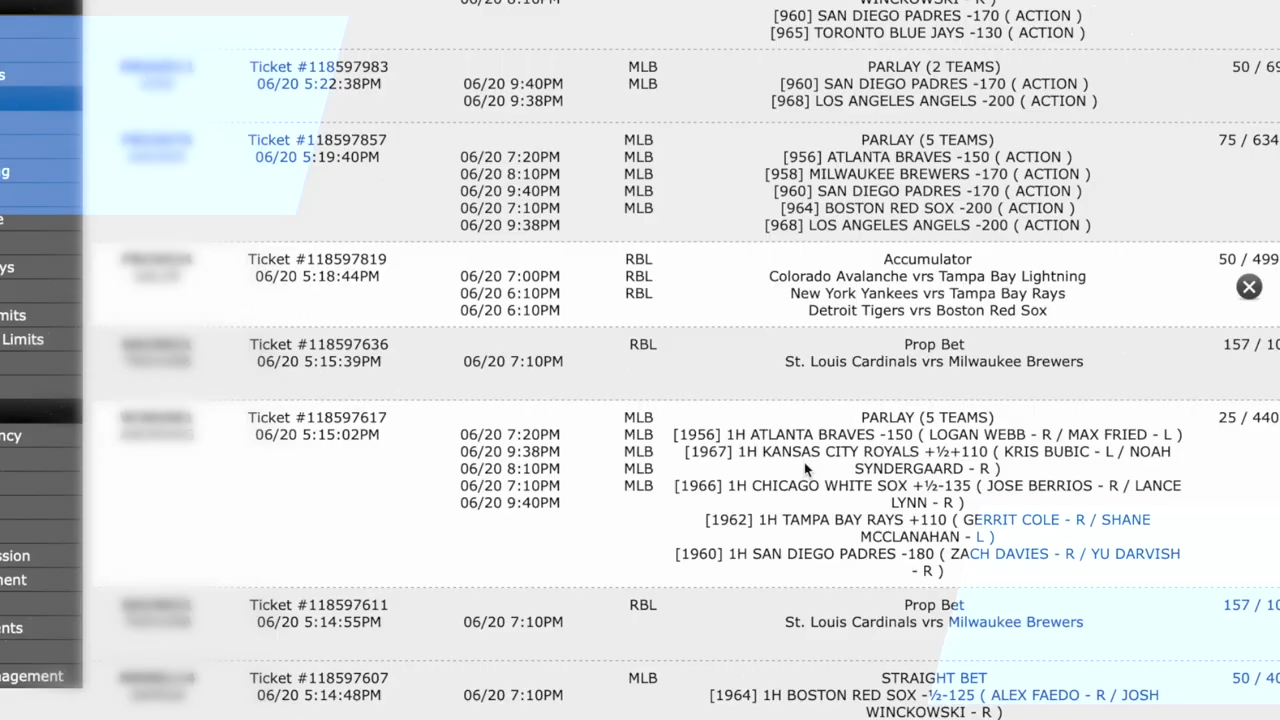 06/20 8:10PM
WINCKOWSKI - R )
[960] SAN DIEGO PADRES -170 ( ACTION )
[965] TORONTO BLUE JAYS -130 ( ACTION )
Ticket #118597983 MLB PARLAY (2 TEAMS) 50 / 69
06/20 5:22:38PM 06/20 9:40PM MLB [960] SAN DIEGO PADRES -170 ( ACTION )
06/20 9:38PM [968] LOS ANGELES ANGELS -200 ( ACTION )
Ticket #118597857 MLB PARLAY (5 TEAMS) 75 / 634
06/20 5:19:40PM 06/20 7:20PM MLB [956] ATLANTA BRAVES -150 ( ACTION )
06/20 8:10PM MLB [958] MILWAUKEE BREWERS -170 ( ACTION )
06/20 9:40PM MLB [960] SAN DIEGO PADRES -170 ( ACTION )
06/20 7:10PM MLB [964] BOSTON RED SOX -200 ( ACTION )
06/20 9:38PM [968] LOS ANGELES ANGELS -200 ( ACTION )
Ticket #118597819 RBL Accumulator 50 / 499
06/20 5:18:44PM 06/20 7:00PM RBL Colorado Avalanche vrs Tampa Bay Lightning
06/20 6:10PM RBL New York Yankees vrs Tampa Bay Rays
06/20 6:10PM Detroit Tigers vrs Boston Red Sox
Ticket #118597636 RBL Prop Bet 157 / 10
06/20 5:15:39PM 06/20 7:10PM St. Louis Cardinals vrs Milwaukee Brewers
Ticket #118597617 MLB PARLAY (5 TEAMS) 25 / 440
06/20 5:15:02PM 06/20 7:20PM MLB [1956] 1H ATLANTA BRAVES -150 ( LOGAN WEBB - R / MAX FRIED - L )
06/20 9:38PM MLB [1967] 1H KANSAS CITY ROYALS +½+110 ( KRIS BUBIC - L / NOAH
06/20 8:10PM MLB SYNDERGAARD - R )
06/20 7:10PM MLB [1966] 1H CHICAGO WHITE SOX +½-135 ( JOSE BERRIOS - R / LANCE
06/20 9:40PM LYNN - R )
[1962] 1H TAMPA BAY RAYS +110 ( GERRIT COLE - R / SHANE
MCCLANAHAN - L )
[1960] 1H SAN DIEGO PADRES -180 ( ZACH DAVIES - R / YU DARVISH
- R )
Ticket #118597611 RBL Prop Bet 157 / 10
06/20 5:14:55PM 06/20 7:10PM St. Louis Cardinals vrs Milwaukee Brewers
Ticket #118597607 MLB STRAIGHT BET 50 / 40
06/20 5:14:48PM 06/20 7:10PM [1964] 1H BOSTON RED SOX -½-125 ( ALEX FAEDO - R / JOSH
WINCKOWSKI - R )
s
g
e
ys
mits
Limits
ncy
ssion
ment
ents
nagement